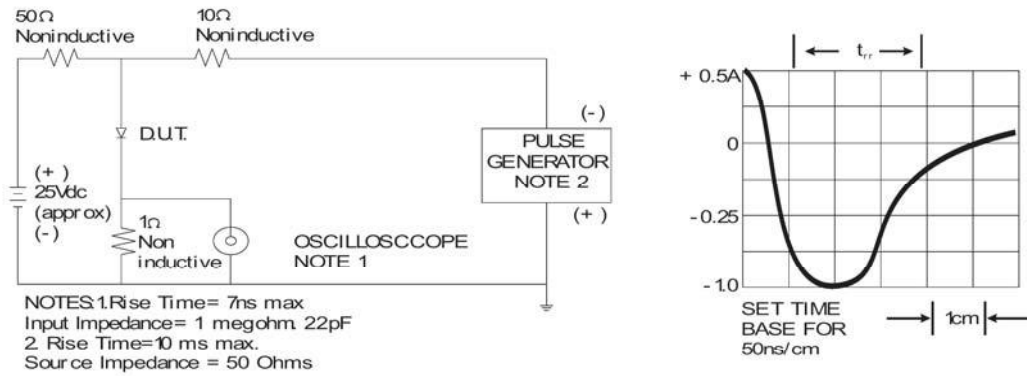 50Ω
Noninductive
10Ω
Noninductive
D.U.T.
(+)
25Vdc
(approx)
(-)
1Ω
Non
inductive
OSCILLOSCCOPE
NOTE 1
(-)
PULSE
GENERATOR
NOTE 2
(+)
NOTES:1.Rise Time= 7ns max
Input Impedance= 1 megohm. 22pF
2. Rise Time=10 ms max.
Source Impedance = 50 Ohms
trr
+ 0.5A
0
-0.25
-1.0
SET TIME
BASE FOR
50ns/cm
1cm